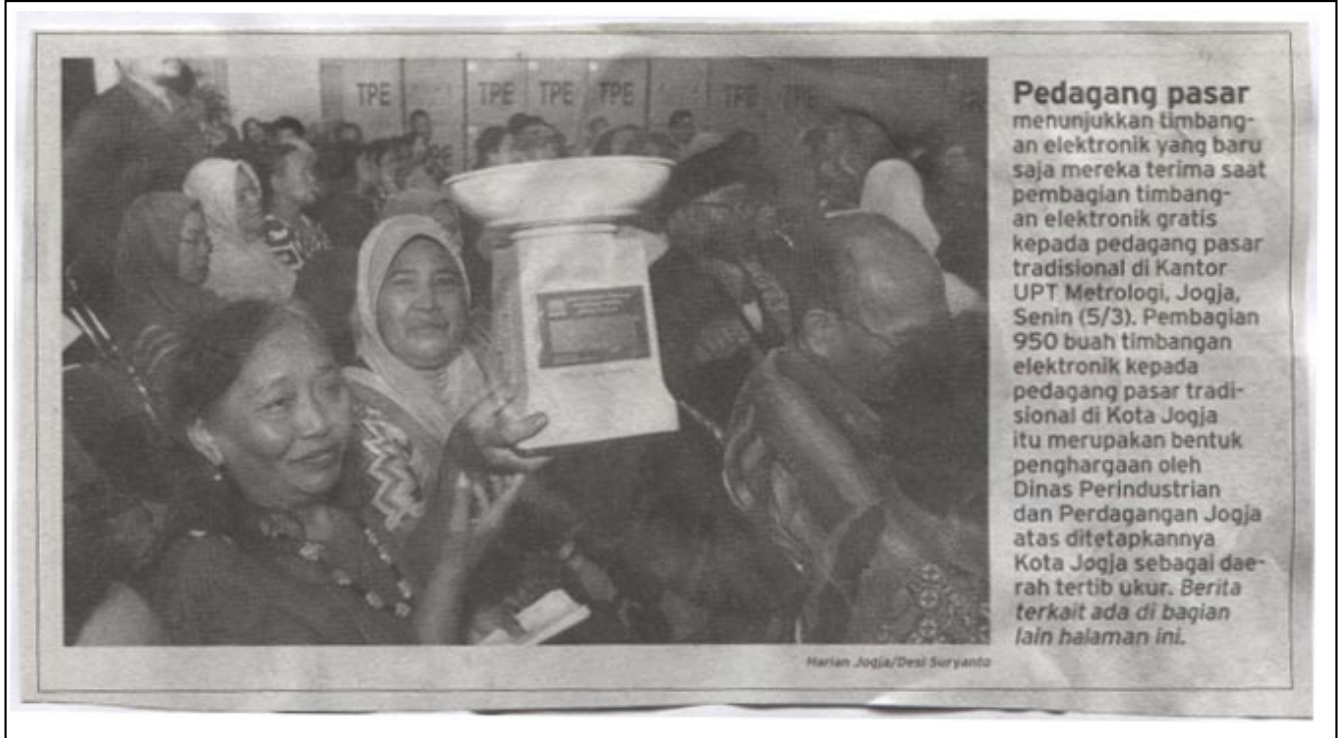 TPE TPE TPE TPE TPE
Pedagang pasar
menunjukkan timbang-
an elektronik yang baru
saja mereka terima saat
pembagian timbang-
an elektronik gratis
kepada pedagang pasar
tradisional di Kantor
UPT Metrologi, Jogja,
Senin (5/3). Pembagian
950 buah timbangan
elektronik kepada
pedagang pasar tradi-
sional di Kota Jogja
itu merupakan bentuk
penghargaan oleh
Dinas Perindustrian
dan Perdagangan Jogja
atas ditetapkannya
Kota Jogja sebagai dae-
rah tertib ukur. Berita
terkait ada di bagian
lain halaman ini.
Harian Jogja/Desi Suryanto